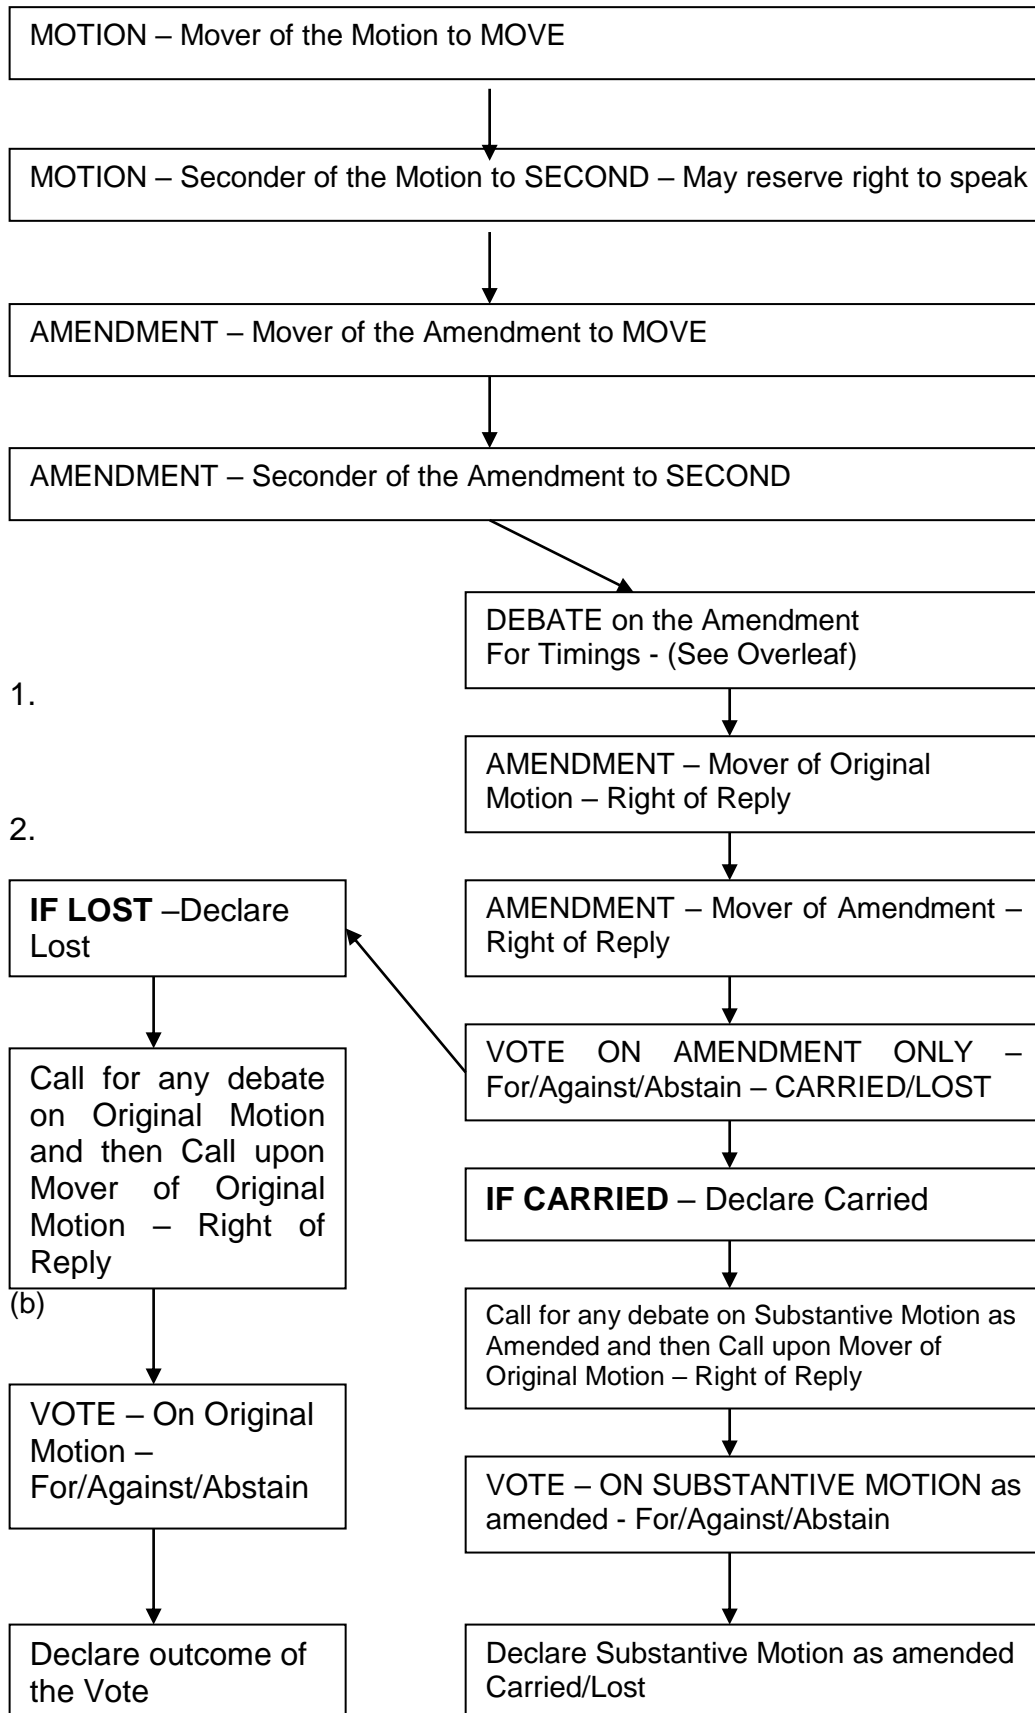 MOTION – Mover of the Motion to MOVE
MOTION – Seconder of the Motion to SECOND – May reserve right to speak
AMENDMENT – Mover of the Amendment to MOVE
AMENDMENT – Seconder of the Amendment to SECOND
DEBATE on the Amendment
For Timings - (See Overleaf)
1.
AMENDMENT – Mover of Original
Motion – Right of Reply
2.
AMENDMENT – Mover of Amendment –
Right of Reply
VOTE ON AMENDMENT ONLY –
For/Against/Abstain – CARRIED/LOST
IF LOST –Declare
Lost
Call for any debate
on Original Motion
and then Call upon
Mover of Original
Motion – Right of
Reply
(b)
VOTE – On Original
Motion –
For/Against/Abstain
Declare outcome of
the Vote
IF CARRIED – Declare Carried
Call for any debate on Substantive Motion as
Amended and then Call upon Mover of
Original Motion – Right of Reply
VOTE – ON SUBSTANTIVE MOTION as
amended - For/Against/Abstain
Declare Substantive Motion as amended
Carried/Lost